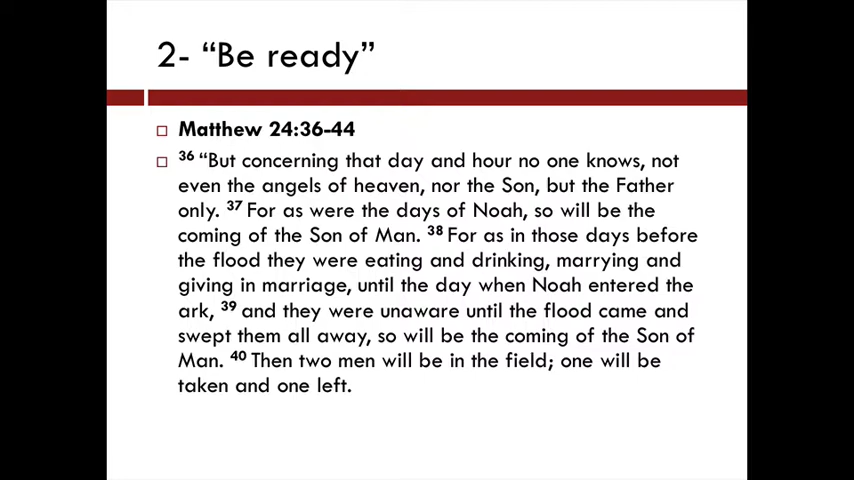 2- “Be ready”
Matthew 24:36-44
36 “But concerning that day and hour no one knows, not
even the angels of heaven, nor the Son, but the Father
only. 37 For as were the days of Noah, so will be the
coming of the Son of Man. 38 For as in those days before
the flood they were eating and drinking, marrying and
giving in marriage, until the day when Noah entered the
ark, 39 and they were unaware until the flood came and
swept them all away, so will be the coming of the Son of
Man. 40 Then two men will be in the field; one will be
taken and one left.